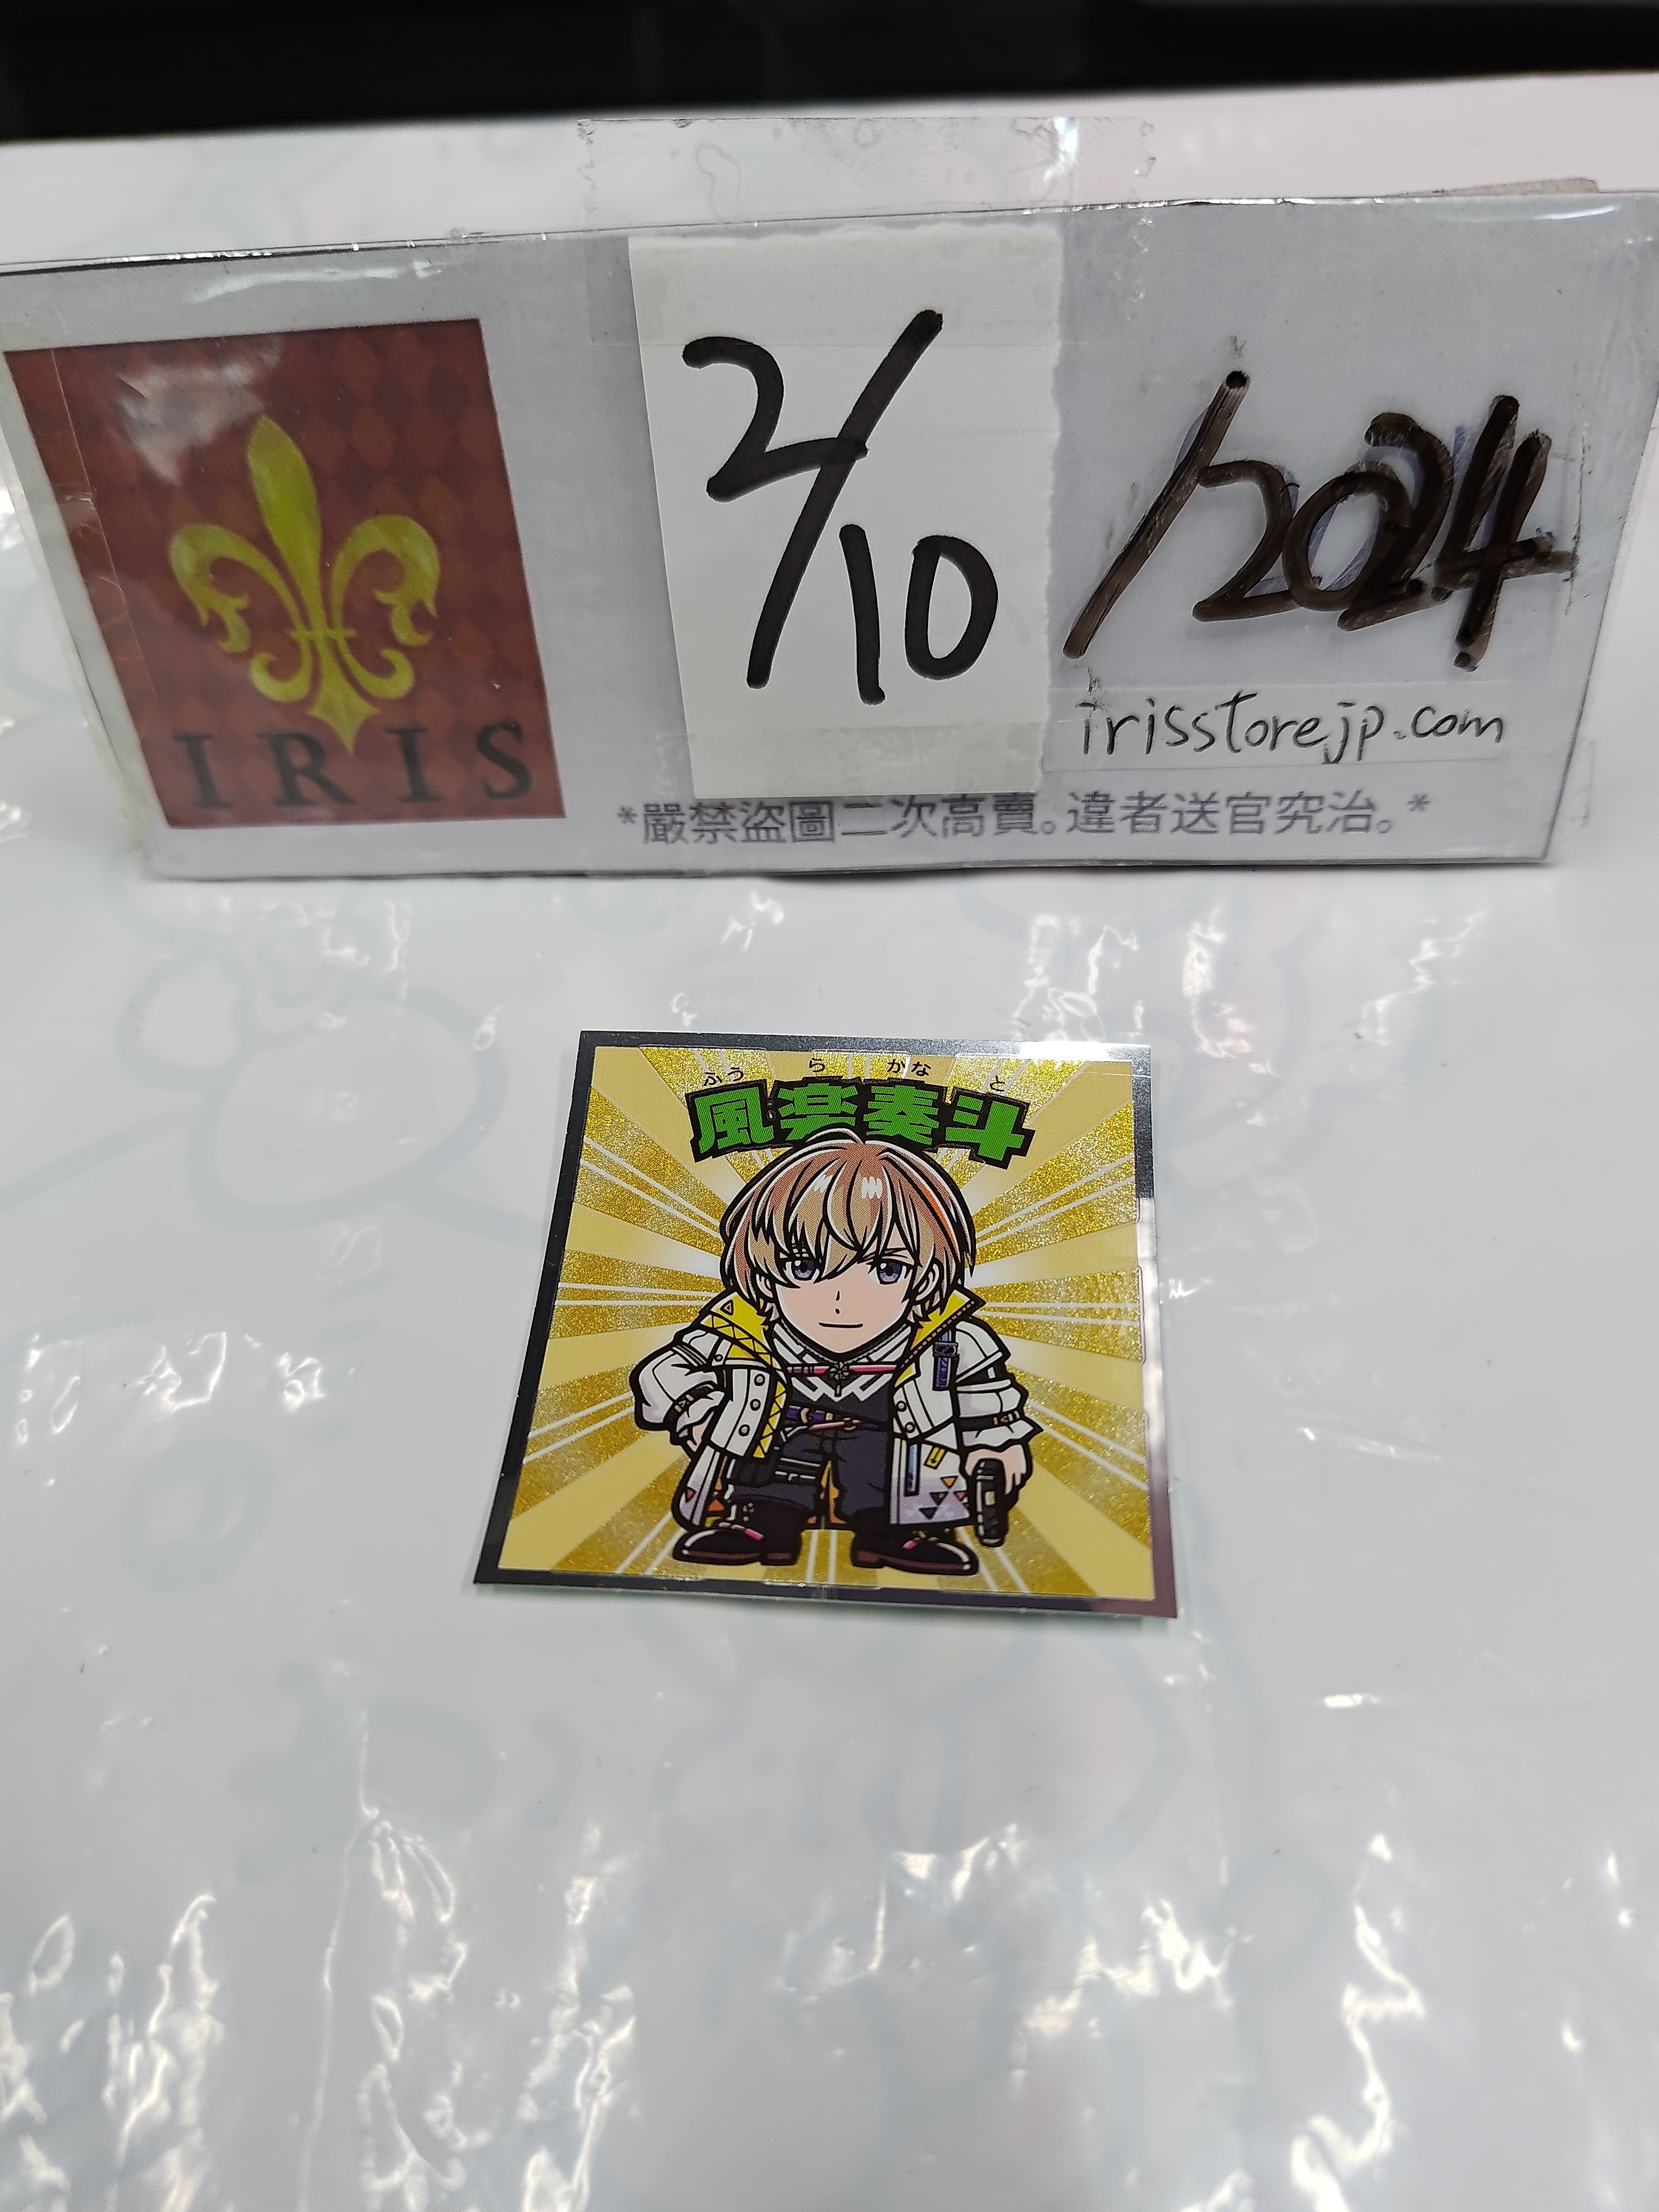 2/10
/2024
IRIS
irisstorejp.com
*嚴禁盜圖二次高賣。違者送官究治。*
ふう ら かな と
風楽奏斗